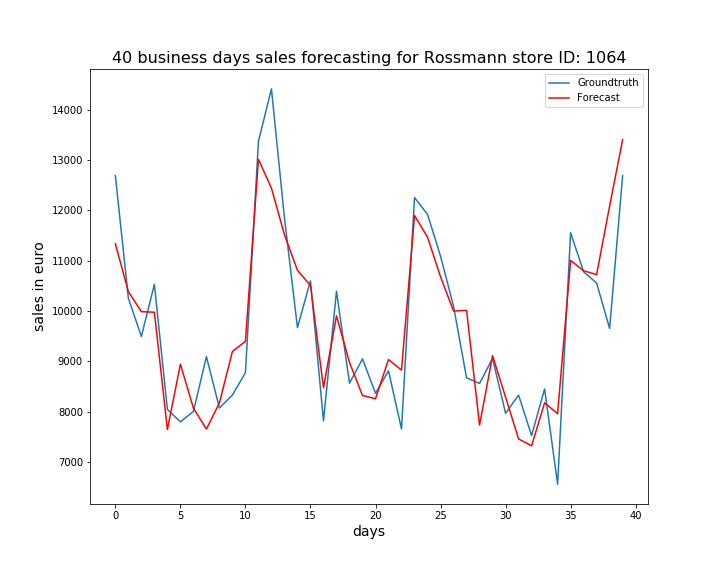 40 business days sales forecasting for Rossmann store ID: 1064
Groundtruth
Forecast
sales in euro
14000
13000
12000
11000
10000
9000
8000
7000
0 5 10 15 20 25 30 35 40
days